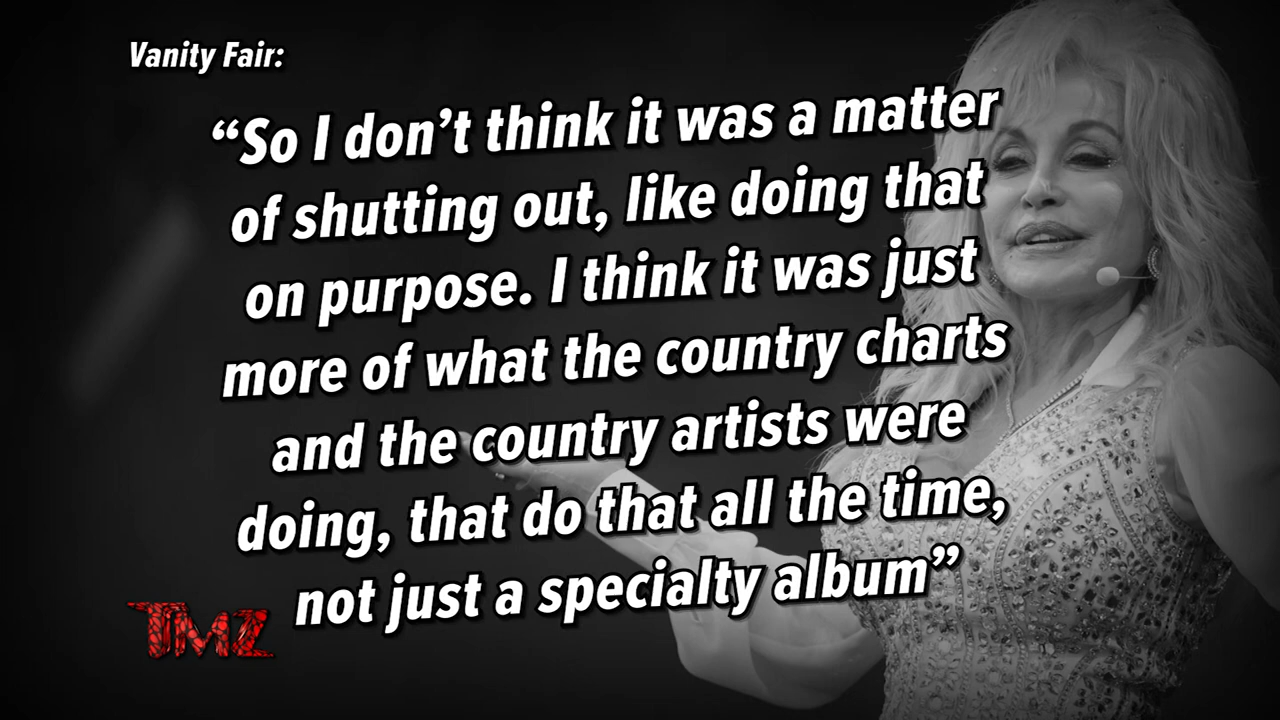 Vanity Fair:
“So I don’t think it was a matter
of shutting out, like doing that
on purpose. I think it was just
more of what the country charts
and the country artists were
doing, that do that all the time,
not just a specialty album”
TMZ